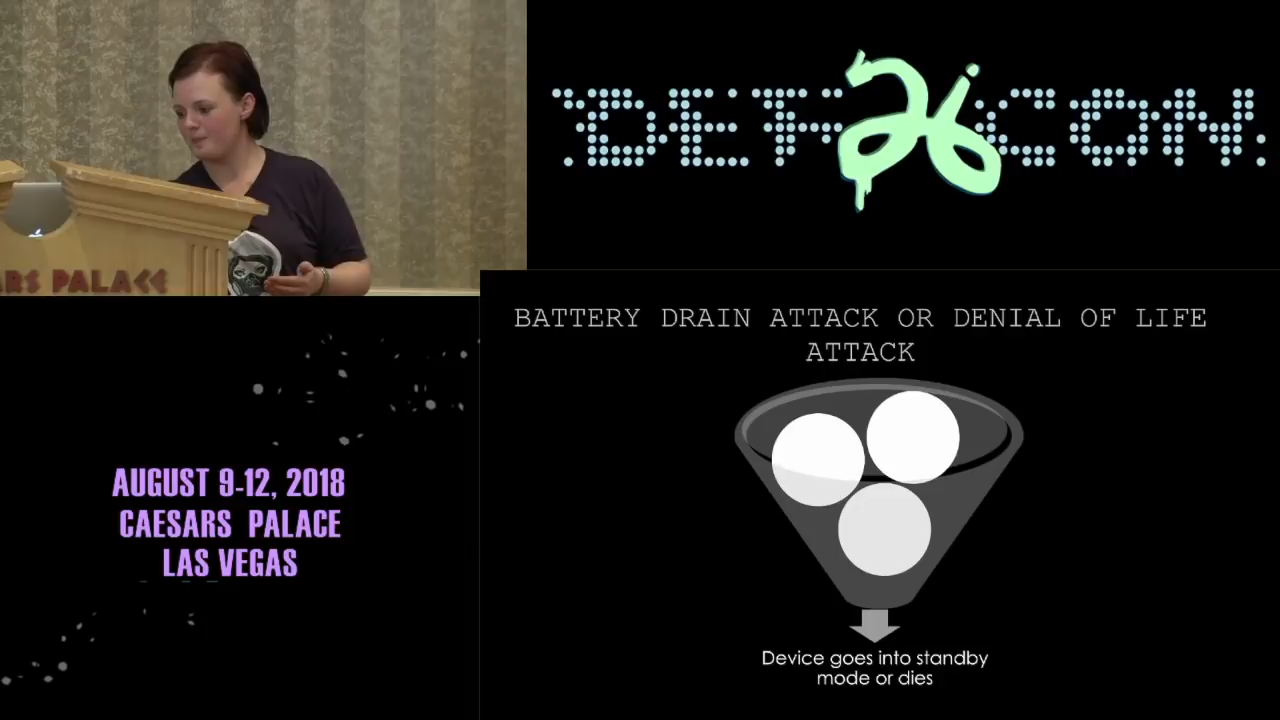 DEF 26 CON
ARS PALACE
BATTERY DRAIN ATTACK OR DENIAL OF LIFE
ATTACK
AUGUST 9-12, 2018
CAESARS PALACE
LAS VEGAS
Device goes into standby
mode or dies